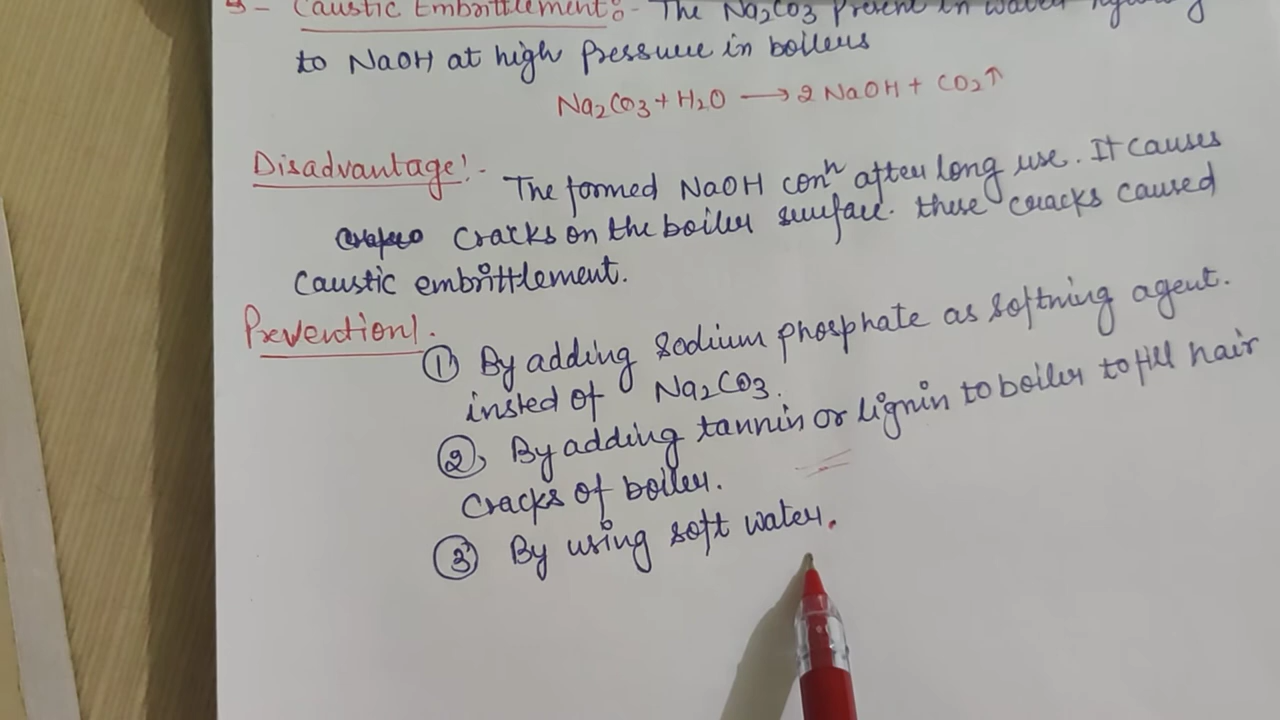 3- Caustic Embrittlement:- The Na2CO3 Present in water
to NaOH at high Pressure in boilers
Na2CO3 + H2O → 2 NaOH + CO2↑
Disadvantage!-
The formed NaOH conⁿ after long use. It causes
cracks on the boiler surface. these cracks caused
Caustic embrittlement.
Prevention!.
① By adding sodium phosphate as softning agent.
insted of Na2CO3.
②, By adding tannin or lignin to boiler to fill hair
Cracks of boiler.
③ By using soft water.